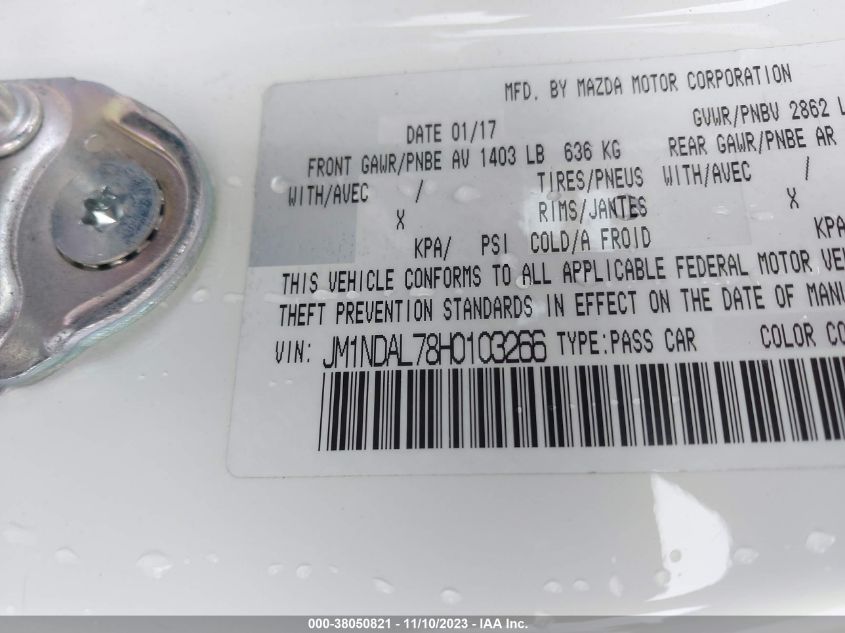 MFD. BY MAZDA MOTOR CORPORATION
DATE 01/17 GVWR/PNBV 2862 L
FRONT GAWR/PNBE AV 1403 LB 636 KG REAR GAWR/PNBE AR
WITH/AVEC / TIRES/PNEUS WITH/AVEC /
X RIMS/JANTES X
KPA/ PSI COLD/A FROID KPA
THIS VEHICLE CONFORMS TO ALL APPLICABLE FEDERAL MOTOR VE
THEFT PREVENTION STANDARDS IN EFFECT ON THE DATE OF MANU
VIN: JM1NDAL78H0103266 TYPE:PASS CAR COLOR CO
000-38050821 - 11/10/2023 - IAA Inc.